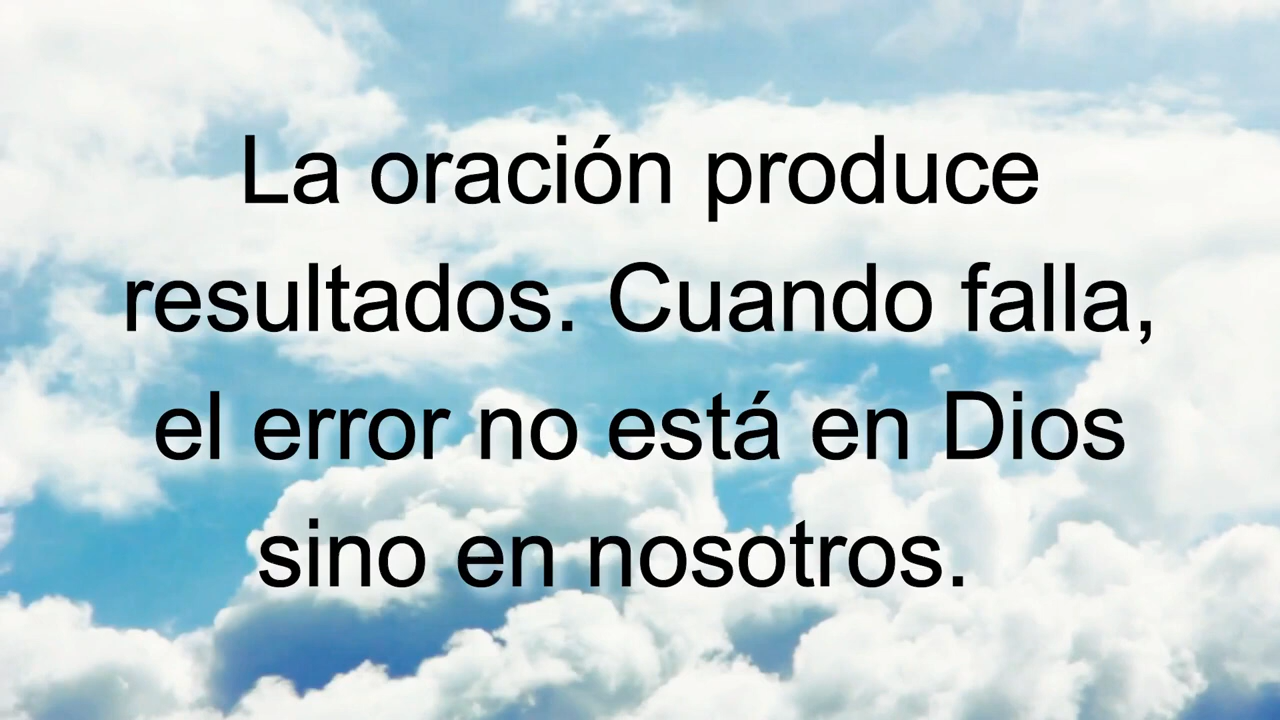 La oración produce
resultados. Cuando falla,
el error no está en Dios
sino en nosotros.